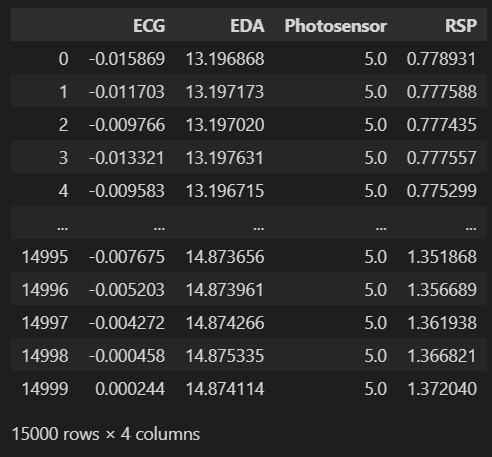 ECG EDA Photosensor RSP
0 -0.015869 13.196868 5.0 0.778931
1 -0.011703 13.197173 5.0 0.777588
2 -0.009766 13.197020 5.0 0.777435
3 -0.013321 13.197631 5.0 0.777557
4 -0.009583 13.196715 5.0 0.775299
... ... ... ... ...
14995 -0.007675 14.873656 5.0 1.351868
14996 -0.005203 14.873961 5.0 1.356689
14997 -0.004272 14.874266 5.0 1.361938
14998 -0.000458 14.875335 5.0 1.366821
14999 0.000244 14.874114 5.0 1.372040
15000 rows × 4 columns